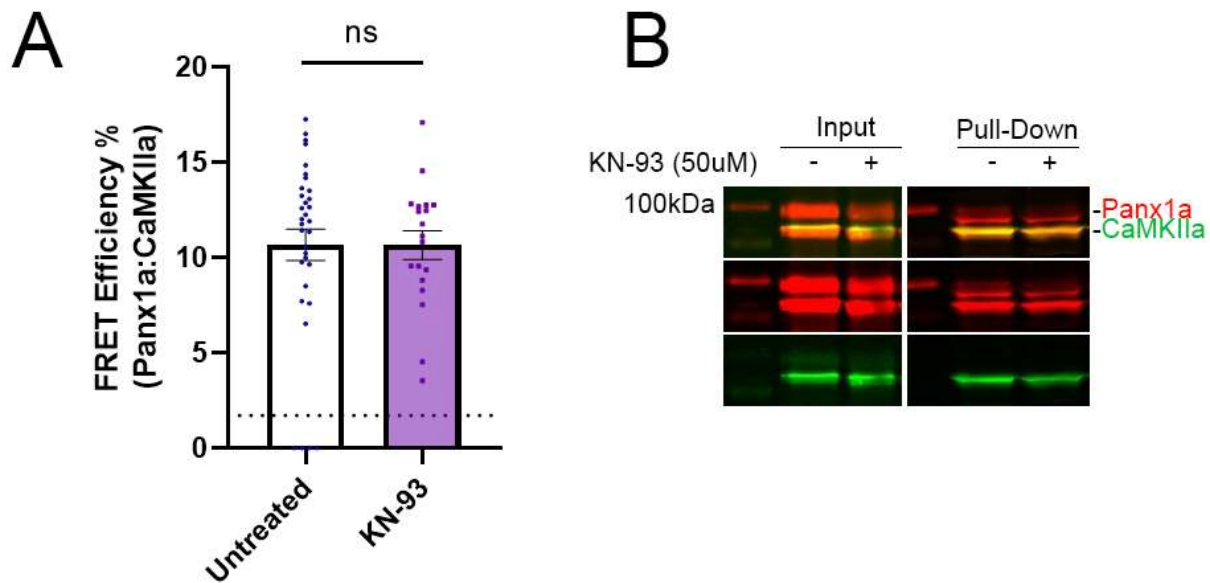 A
ns
20
15
10
5
0
FRET Efficiency %
(Panx1a:CaMKIIa)
Untreated
KN-93
B
Input
Pull-Down
KN-93 (50uM)
-
+
-
+
100kDa
-Panx1a
-CaMKIIa